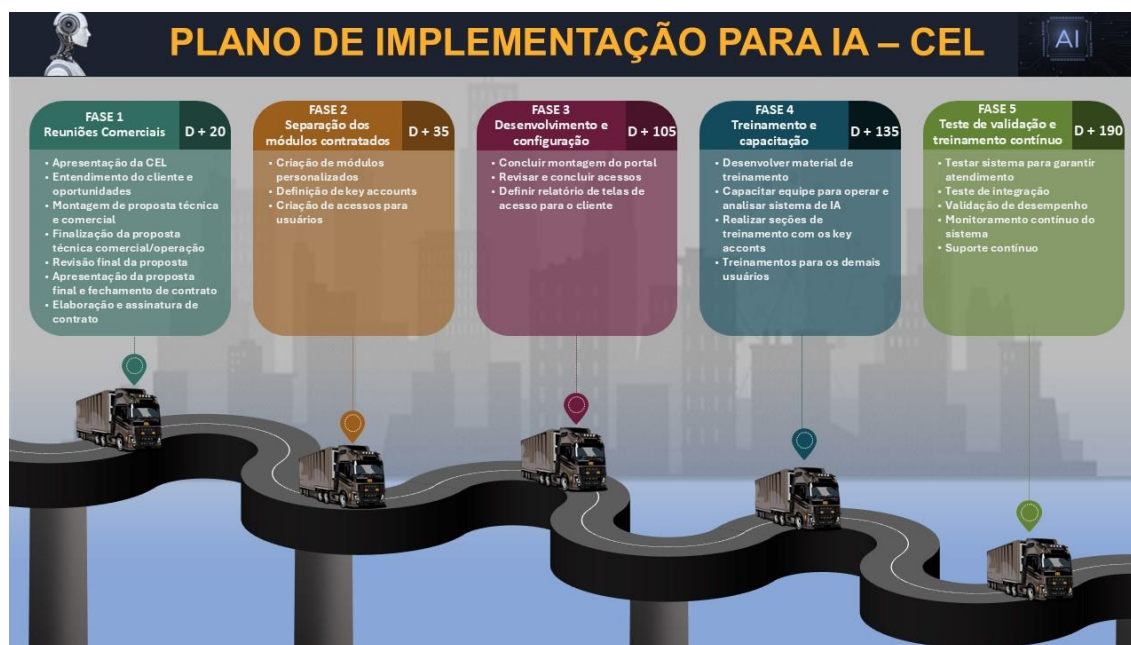 PLANO DE IMPLEMENTAÇÃO PARA IA – CEL
AI
FASE 1
Reuniões Comerciais
D + 20
• Apresentação da CEL
• Entendimento do cliente e
oportunidades
• Montagem de proposta técnica
e comercial
• Finalização da proposta
técnica comercial/operação
• Revisão final da proposta
• Apresentação da proposta
final e fechamento de contrato
• Elaboração e assinatura de
contrato
FASE 2
Separação dos
módulos contratados
D + 35
• Criação de módulos
personalizados
• Definição de key accounts
• Criação de acessos para
usuários
FASE 3
Desenvolvimento e
configuração
D + 105
• Concluir montagem do portal
• Revisar e concluir acessos
• Definir relatório de telas de
acesso para o cliente
FASE 4
Treinamento e
capacitação
D + 135
• Desenvolver material de
treinamento
• Capacitar equipe para operar e
analisar sistema de IA
• Realizar seções de
treinamento com os key
acconts
• Treinamentos para os demais
usuários
FASE 5
Teste de validação e
treinamento contínuo
D + 190
• Testar sistema para garantir
atendimento
• Teste de integração
• Validação de desempenho
• Monitoramento contínuo do
sistema
• Suporte contínuo